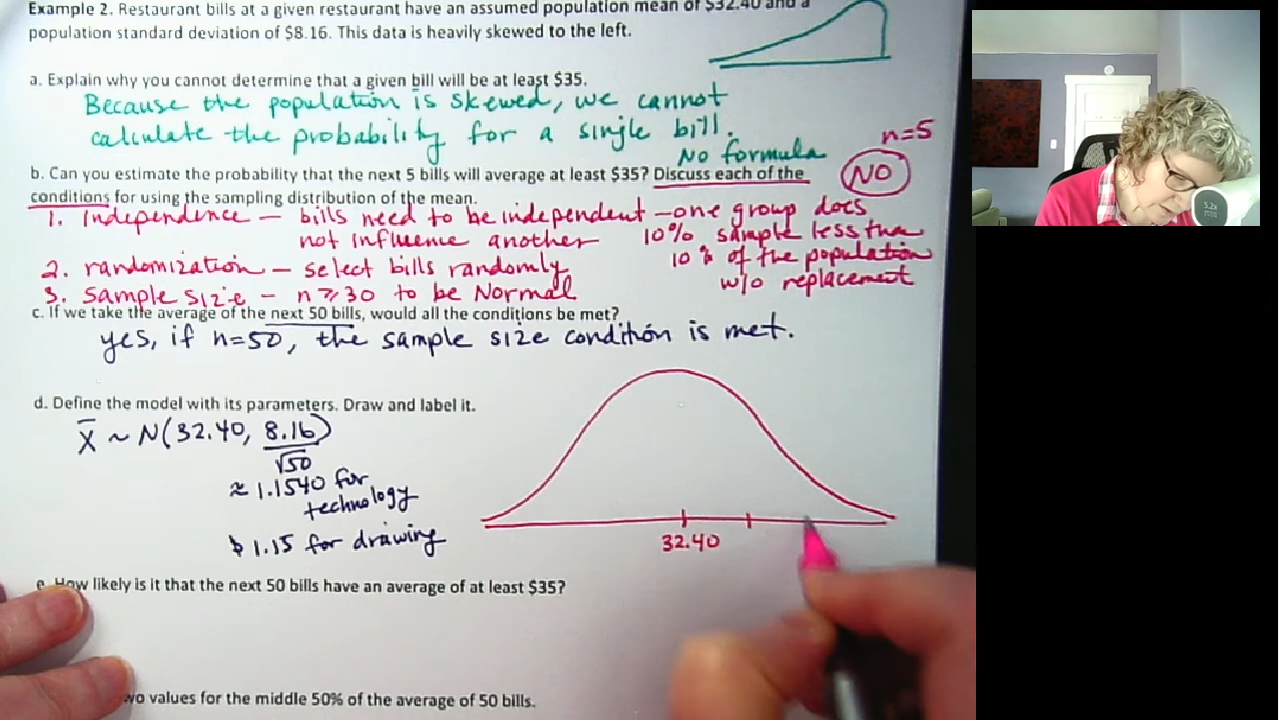 Example 2. Restaurant bills at a given restaurant have an assumed population mean of $32.40 and a
population standard deviation of $8.16. This data is heavily skewed to the left.
a. Explain why you cannot determine that a given bill will be at least $35.
Because the population is skewed, we cannot
calculate the probability for a single bill.
No formula
n=5
b. Can you estimate the probability that the next 5 bills will average at least $35? Discuss each of the
NO
conditions for using the sampling distribution of the mean.
1. Independence – bills need to be independent – one group does
not influence another
10% sample less than
10% of the population
w/o replacement
2. randomization – select bills randomly
3. sample size – n ≥ 30 to be Normal
c. If we take the average of the next 50 bills, would all the conditions be met?
yes, if n=50, the sample size condition is met.
d. Define the model with its parameters. Draw and label it.
X̄ ~ N(32.40, 8.16/√50)
≈ 1.1540 for
technology
$1.15 for drawing
32.40
e. How likely is it that the next 50 bills have an average of at least $35?
values for the middle 50% of the average of 50 bills.